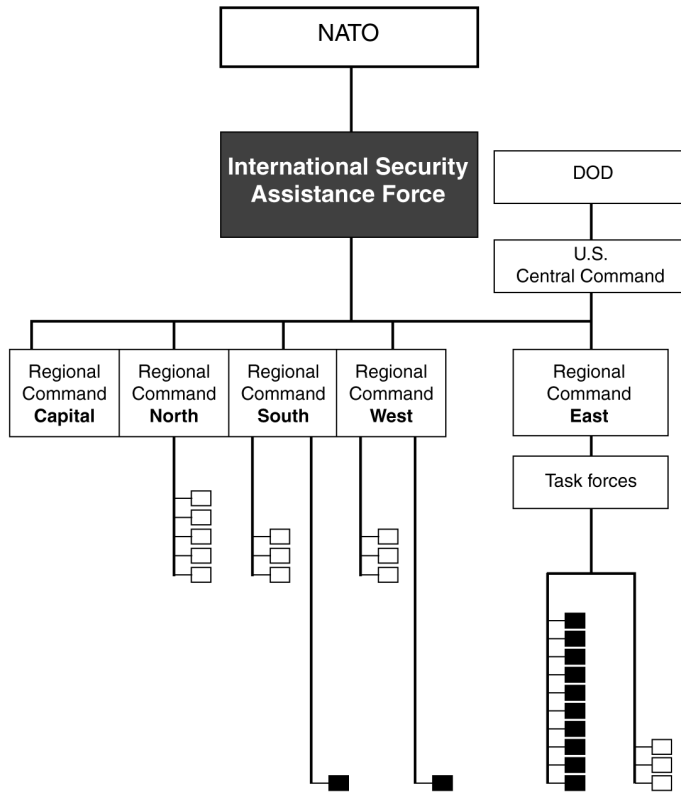 NATO
International Security
Assistance Force
DOD
U.S.
Central Command
Regional
Command
Capital
Regional
Command
North
Regional
Command
South
Regional
Command
West
Regional
Command
East
Task forces